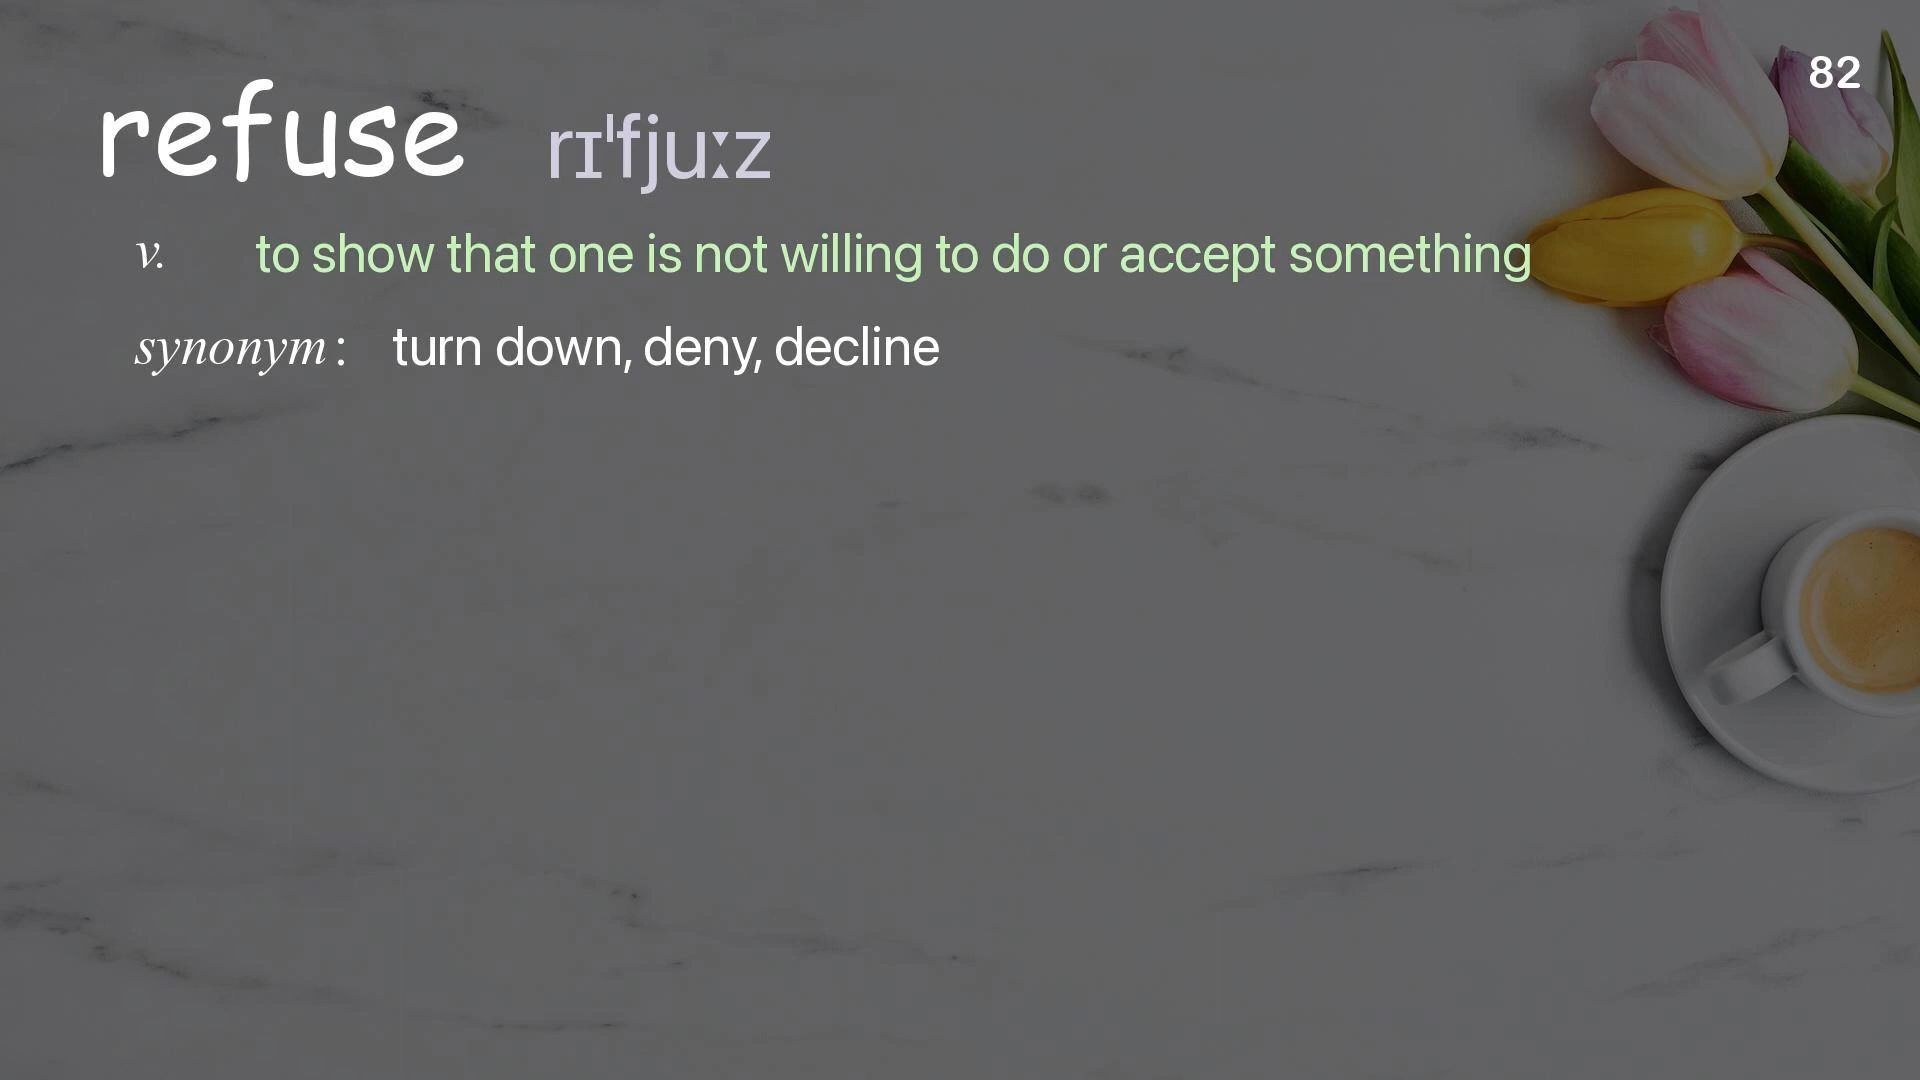 82
refuse rɪˈfjuːz
v. to show that one is not willing to do or accept something
synonym: turn down, deny, decline